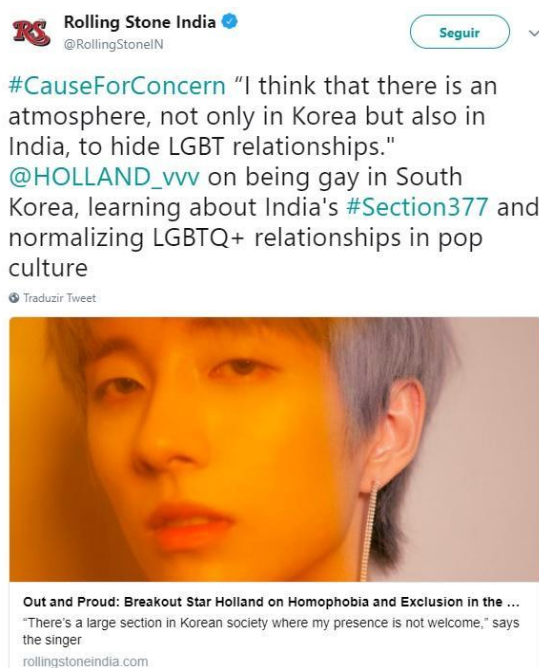 RS Rolling Stone India
@RollingStoneIN
Seguir
#CauseForConcern “I think that there is an
atmosphere, not only in Korea but also in
India, to hide LGBT relationships."
@HOLLAND_vvv on being gay in South
Korea, learning about India's #Section377 and
normalizing LGBTQ+ relationships in pop
culture
Traduzir Tweet
Out and Proud: Breakout Star Holland on Homophobia and Exclusion in the ...
“There’s a large section in Korean society where my presence is not welcome,” says
the singer
rollingstoneindia.com